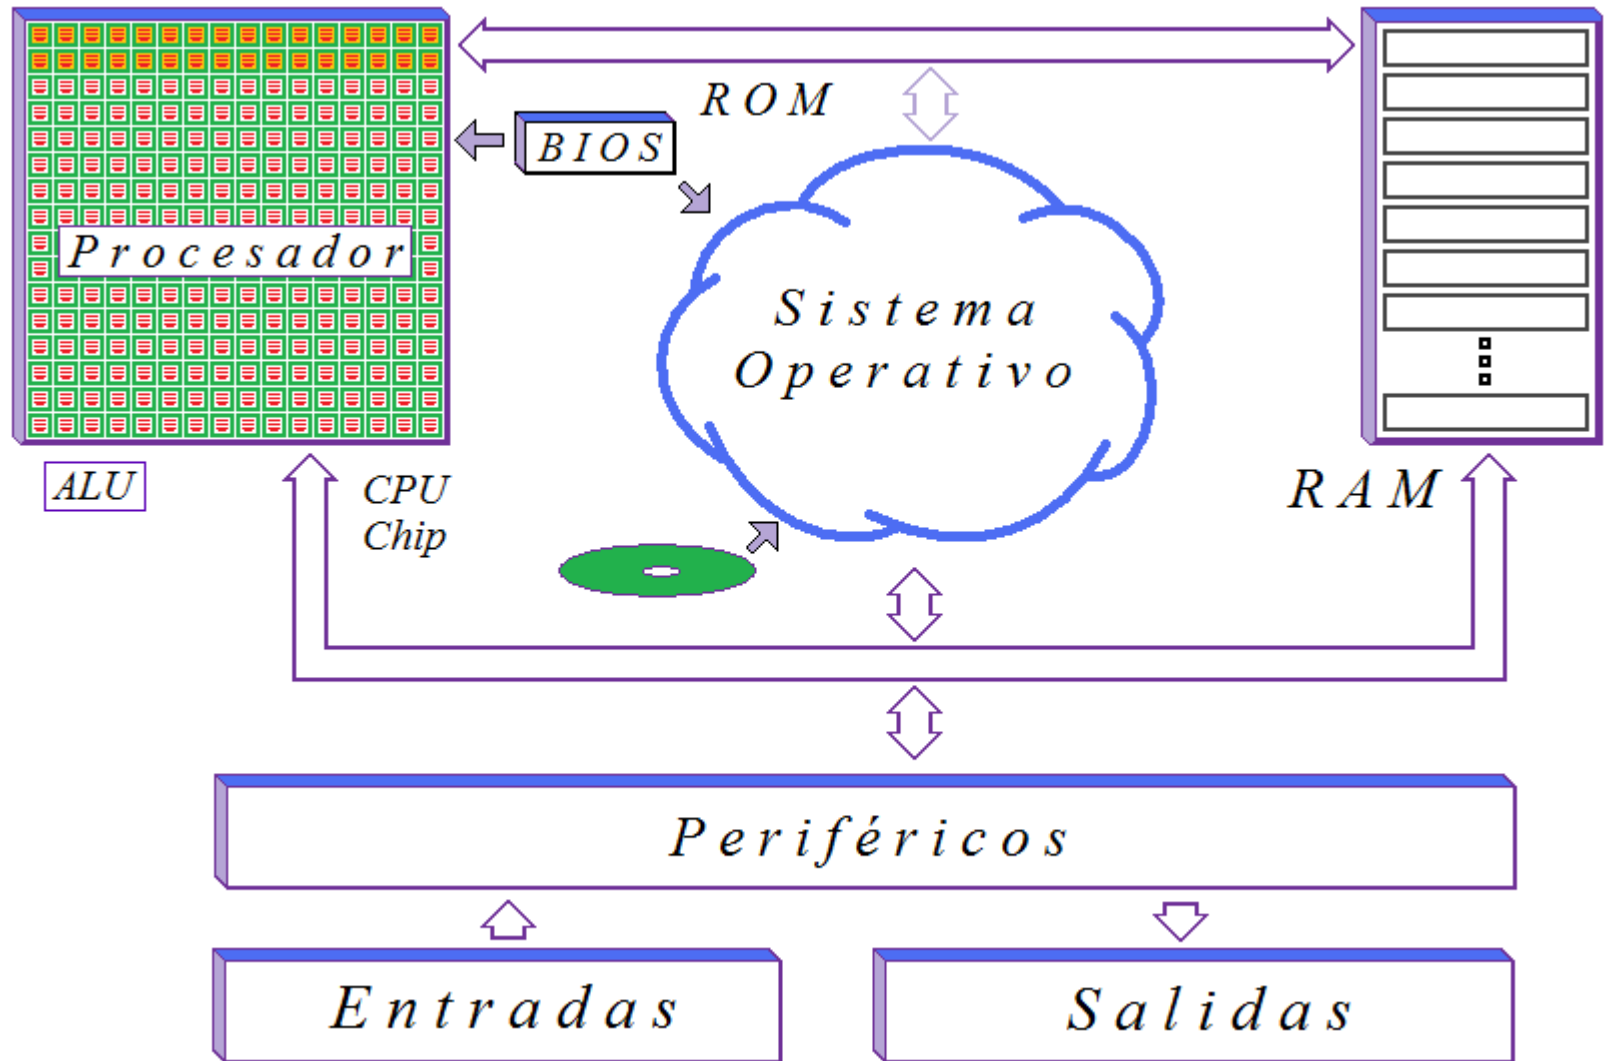 ROM
BIOS
Procesador
Sistema
Operativo
ALU
CPU
Chip
RAM
Periféricos
Entradas
Salidas